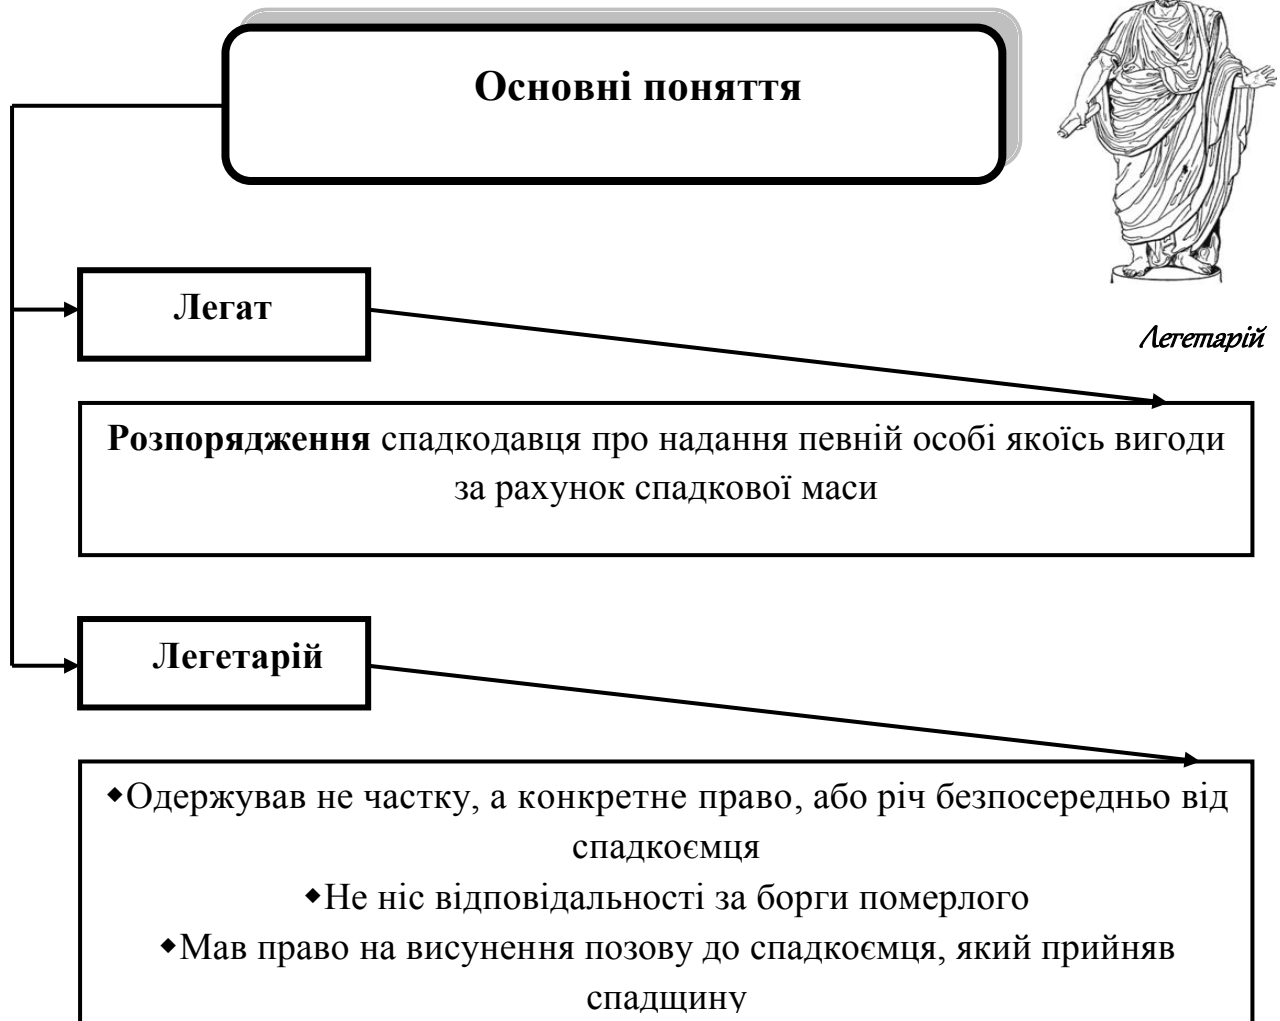 Основні поняття
Легат
Легетарій
Розпорядження спадкодавця про надання певній особі якоїсь вигоди
за рахунок спадкової маси
Легетарій
◆Одержував не частку, а конкретне право, або річ безпосередньо від
спадкоємця
◆Не ніс відповідальності за борги померлого
◆Мав право на висунення позову до спадкоємця, який прийняв
спадщину